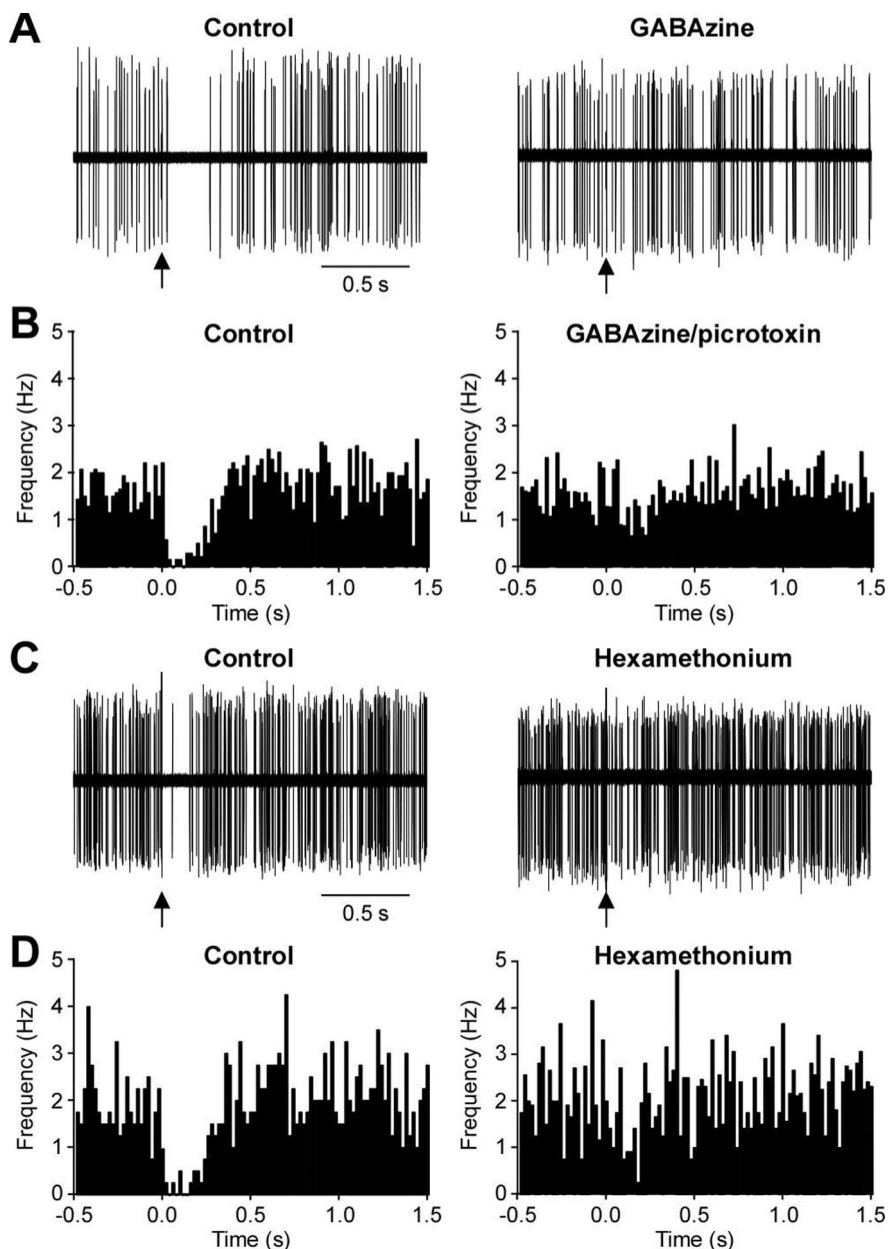 A
Control
GABAzine
0.5 s
B
Control
GABAzine/picrotoxin
Frequency (Hz)
5
4
3
2
1
0
-0.5
0.0
0.5
1.0
1.5
Time (s)
Frequency (Hz)
5
4
3
2
1
0
-0.5
0.0
0.5
1.0
1.5
Time (s)
C
Control
Hexamethonium
0.5 s
D
Control
Hexamethonium
Frequency (Hz)
5
4
3
2
1
0
-0.5
0.0
0.5
1.0
1.5
Time (s)
Frequency (Hz)
5
4
3
2
1
0
-0.5
0.0
0.5
1.0
1.5
Time (s)